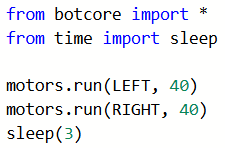 from botcore import *
from time import sleep

motors.run(LEFT, 40)
motors.run(RIGHT, 40)
sleep(3)